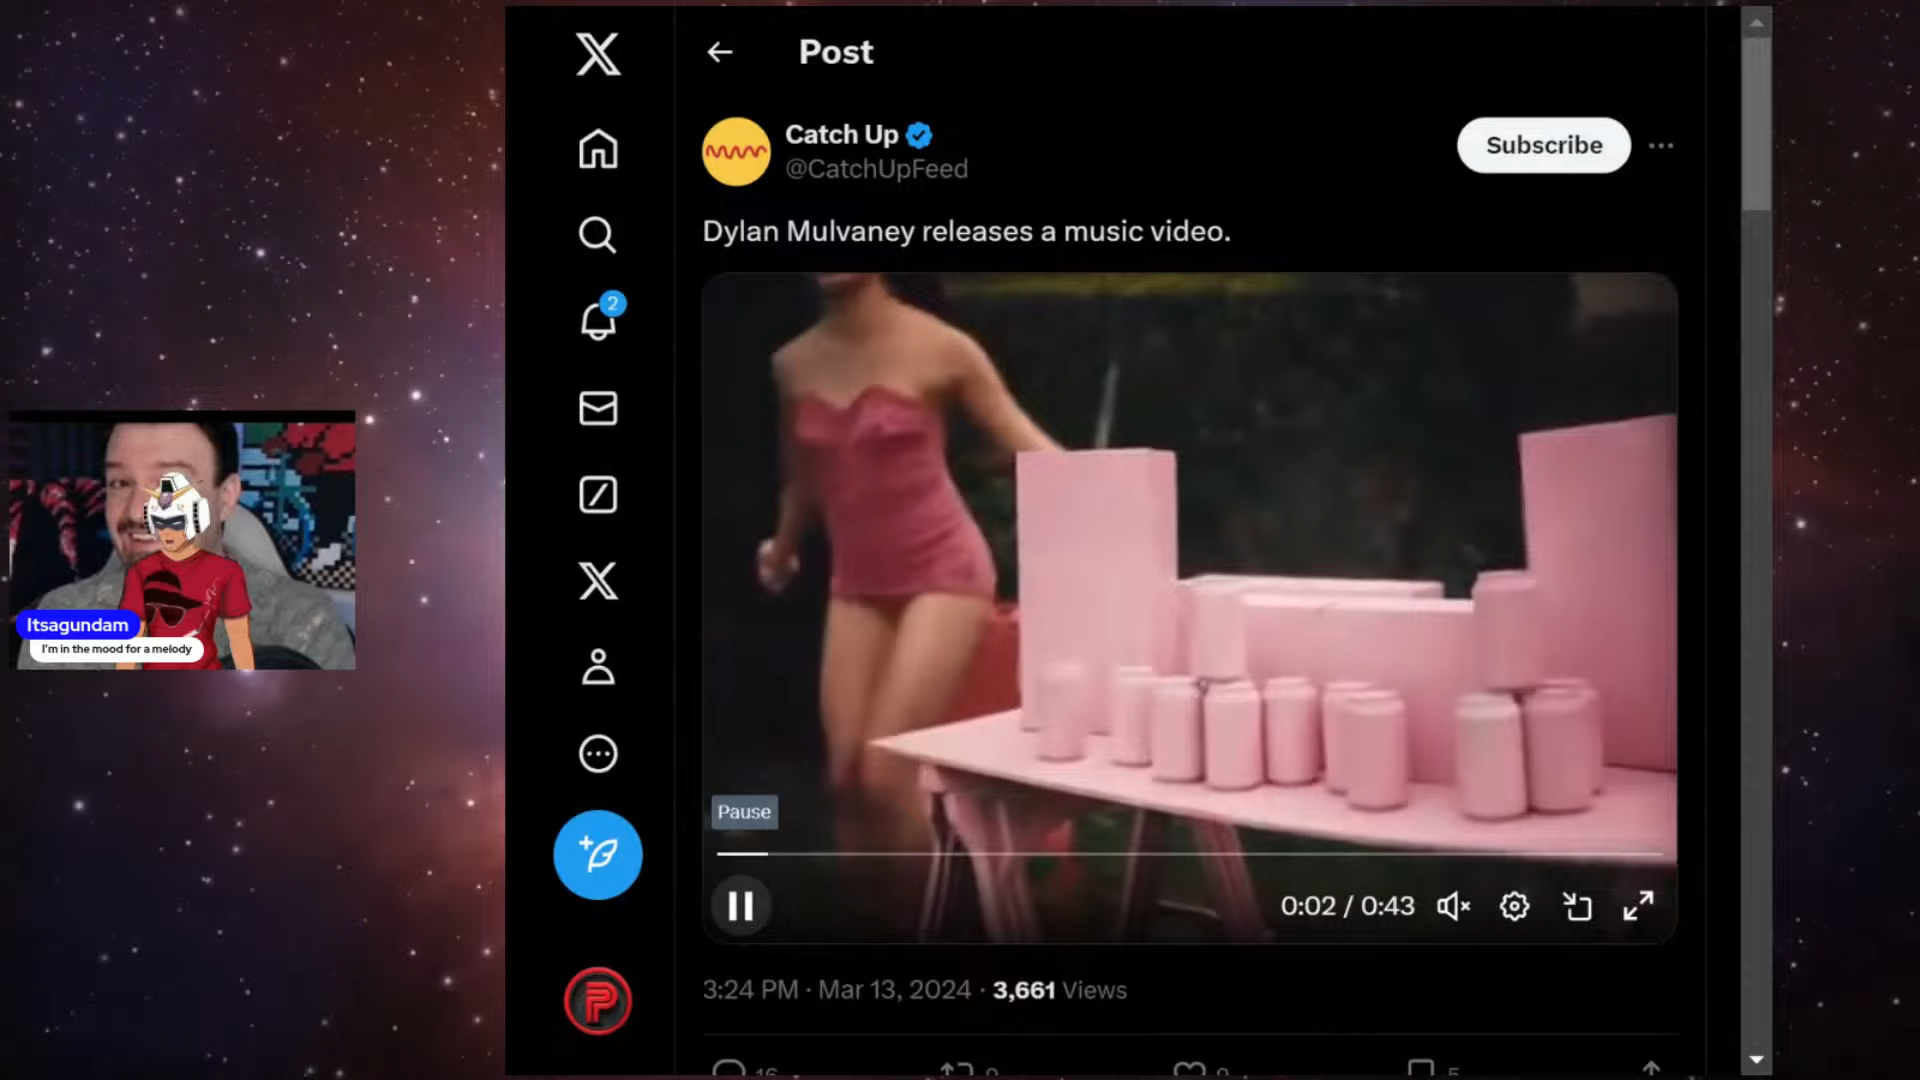 Post
Catch Up
@CatchUpFeed
Subscribe
Dylan Mulvaney releases a music video.
2
Itsagundam
I'm in the mood for a melody
Pause
0:02 / 0:43
3:24 PM · Mar 13, 2024 · 3,661 Views